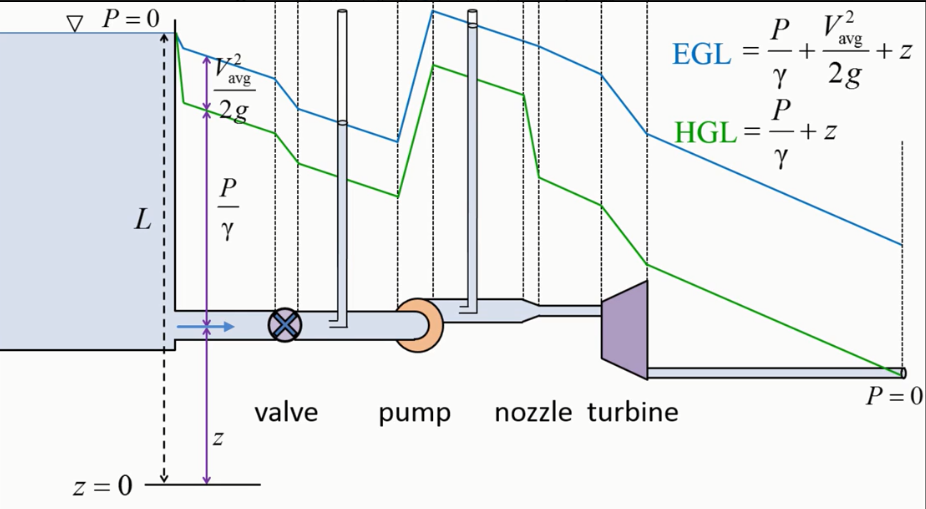 ▽ P = 0
EGL = P/γ + V²avg/2g + z
HGL = P/γ + z
V²avg/2g
P/γ
L
P = 0
valve pump nozzle turbine
z
z = 0